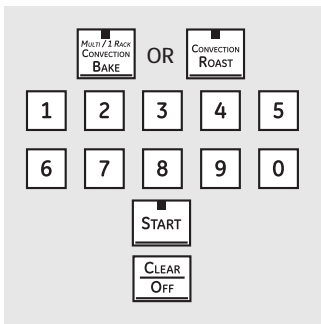 MULTI / 1 RACK
CONVECTION
BAKE
OR
CONVECTION
ROAST
1 2 3 4 5
6 7 8 9 0
START
CLEAR
OFF